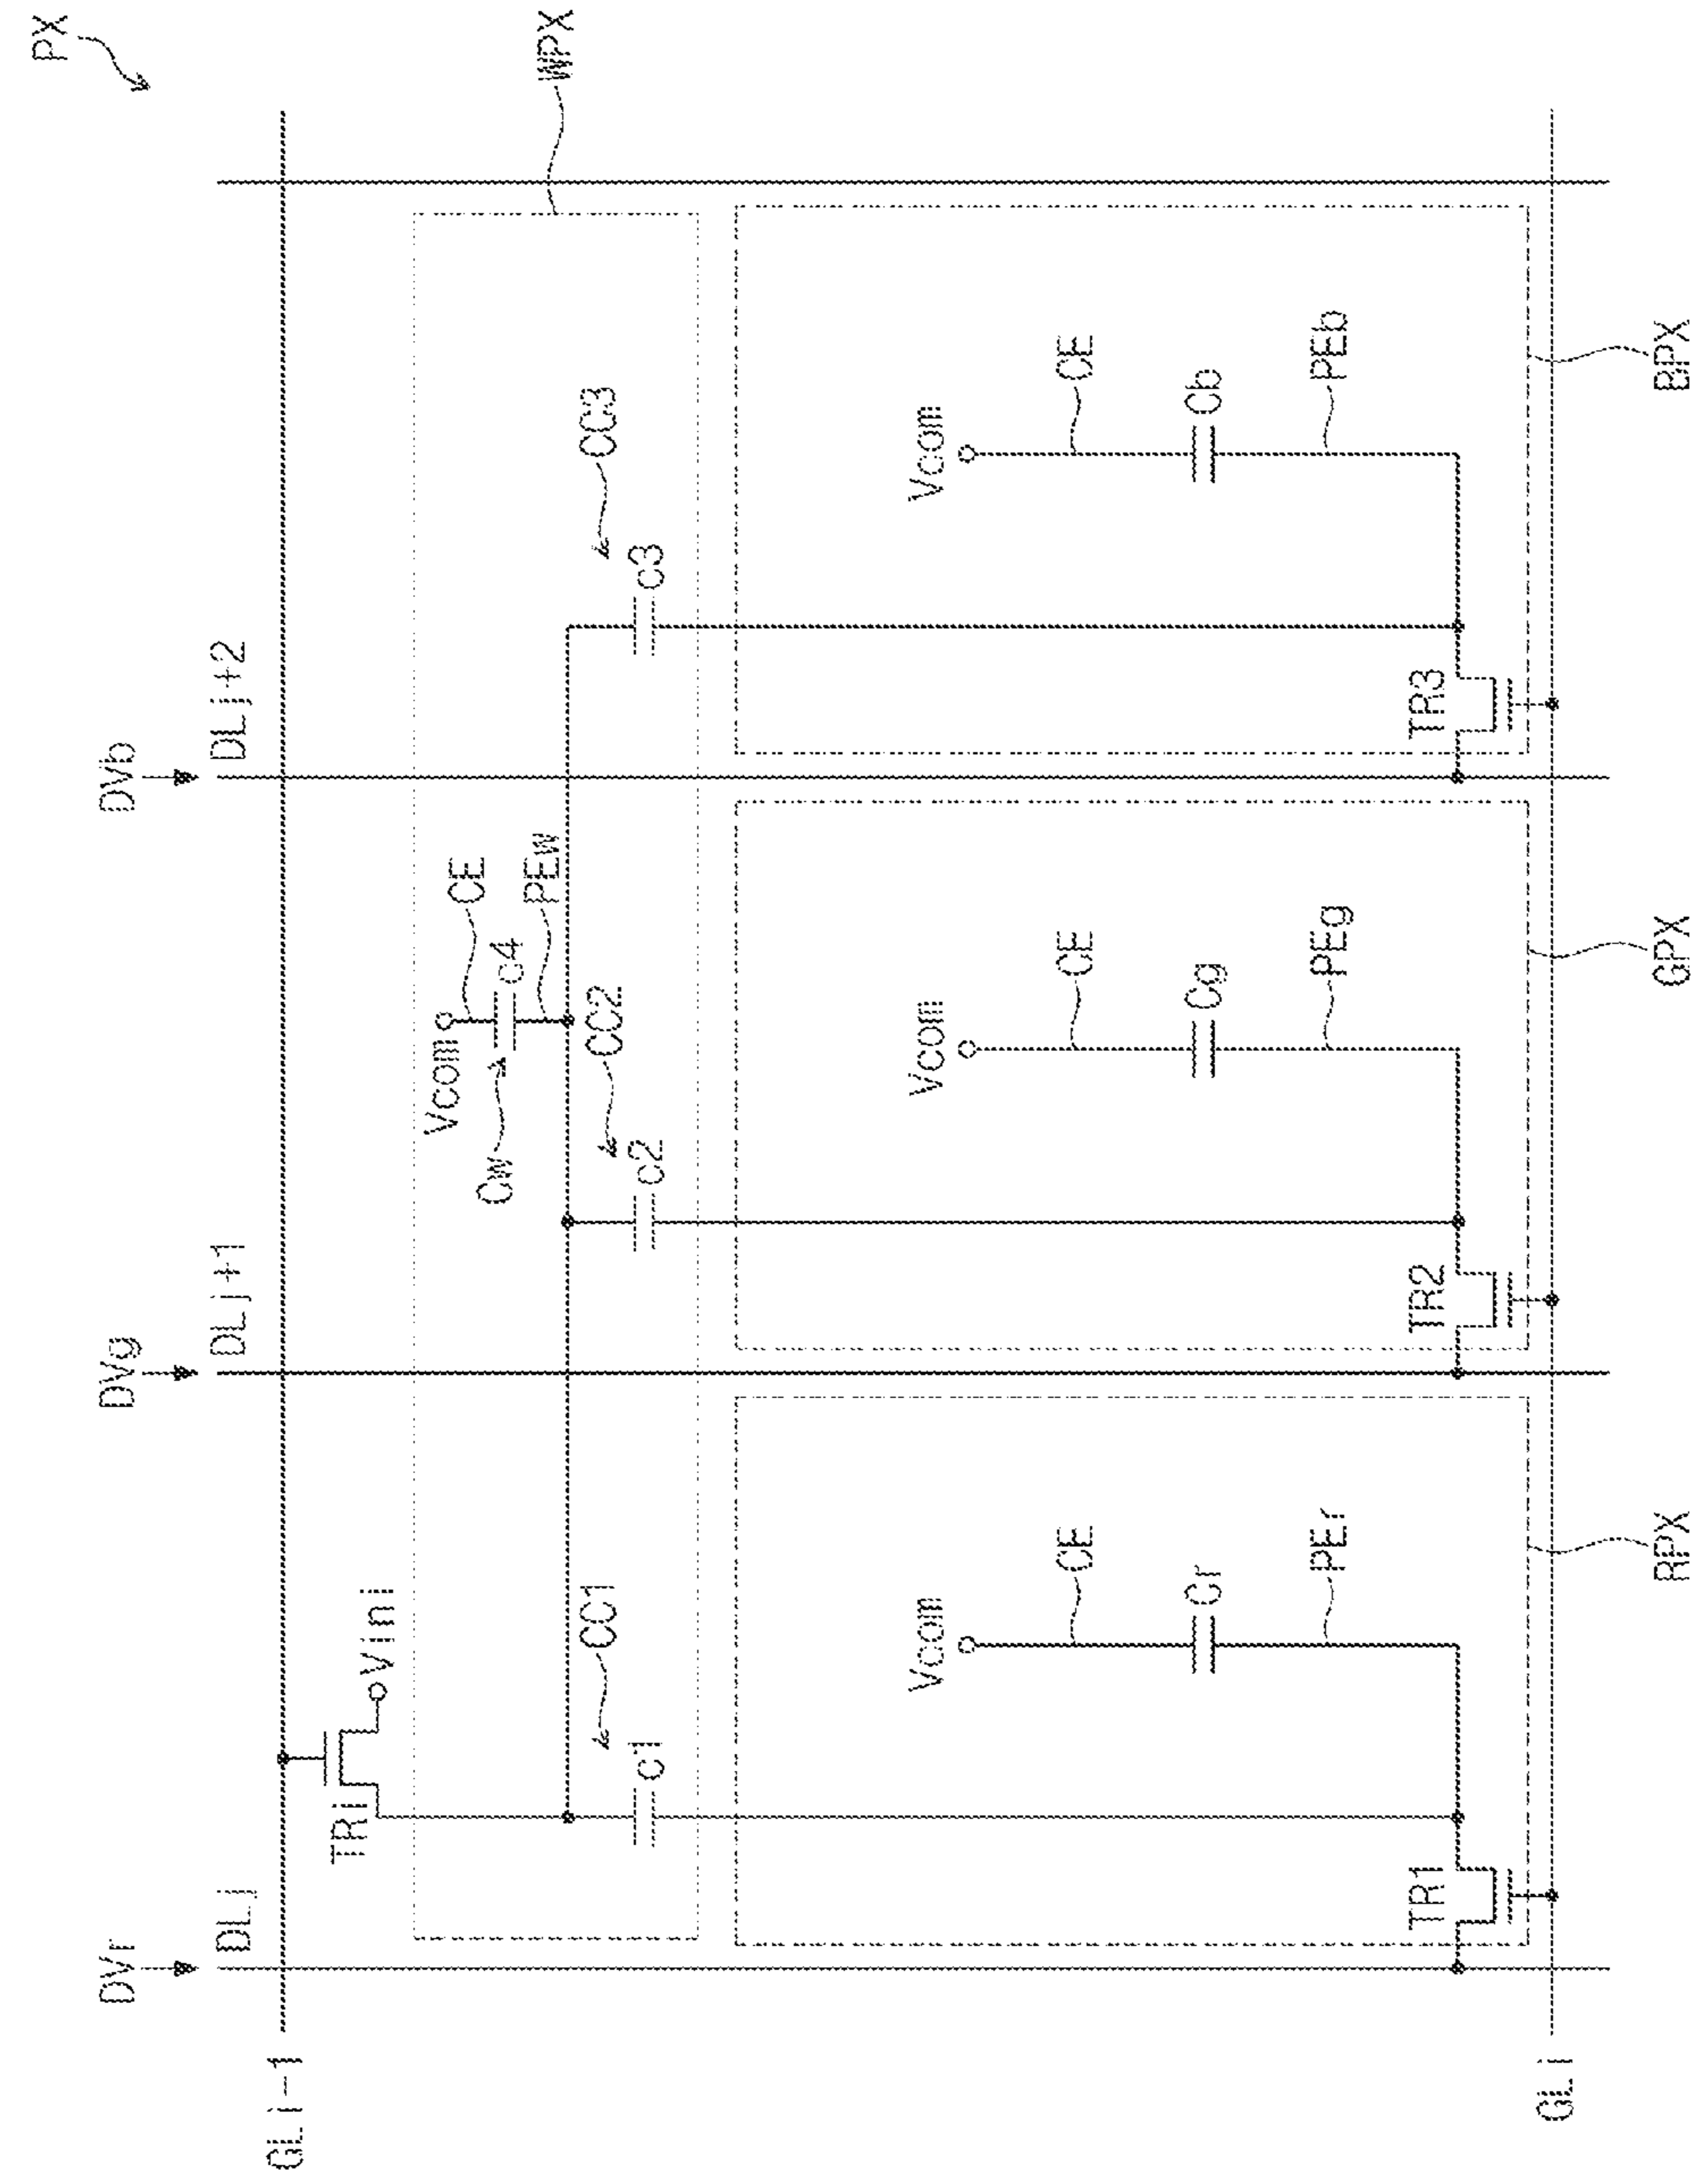 PX
WPX
GLi-1
GLi
DVr
DLj
DVg
DLj+1
DVb
DLj+2
TRi
Vini
Vcom
CE
Cw
c4
PEw
CC1
c1
CC2
c2
CC3
c3
Vcom
CE
Cr
PEr
TR1
RPX
Vcom
CE
Cg
PEg
TR2
GPX
Vcom
CE
Cb
PEb
TR3
BPX